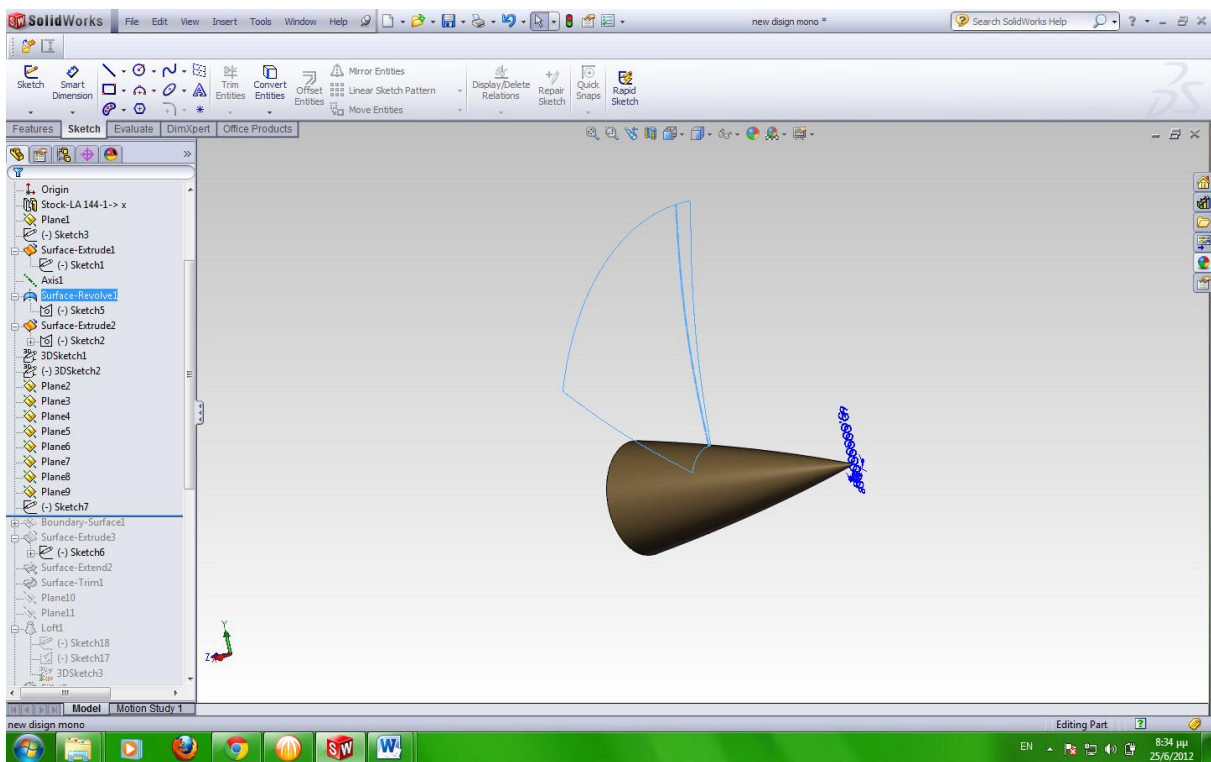 SolidWorks File Edit View Insert Tools Window Help new disign mono * Search SolidWorks Help ?
Sketch Smart Dimension Trim Entities Convert Entities Offset Entities Mirror Entities Linear Sketch Pattern Move Entities Display/Delete Relations Repair Sketch Quick Snaps Rapid Sketch
Features Sketch Evaluate DimXpert Office Products
Origin
Stock-LA 144-1-> x
Plane1
(-) Sketch3
Surface-Extrude1
(-) Sketch1
Axis1
Surface-Revolve1
(-) Sketch5
Surface-Extrude2
(-) Sketch2
3DSketch1
(-) 3DSketch2
Plane2
Plane3
Plane4
Plane5
Plane6
Plane7
Plane8
Plane9
(-) Sketch7
Boundary-Surface1
Surface-Extrude3
(-) Sketch6
Surface-Extend2
Surface-Trim1
Plane10
Plane11
Loft1
(-) Sketch18
(-) Sketch17
3DSketch3
Y
Z
Model Motion Study 1
new disign mono Editing Part ?
SW W EN 8:34 μμ
25/6/2012